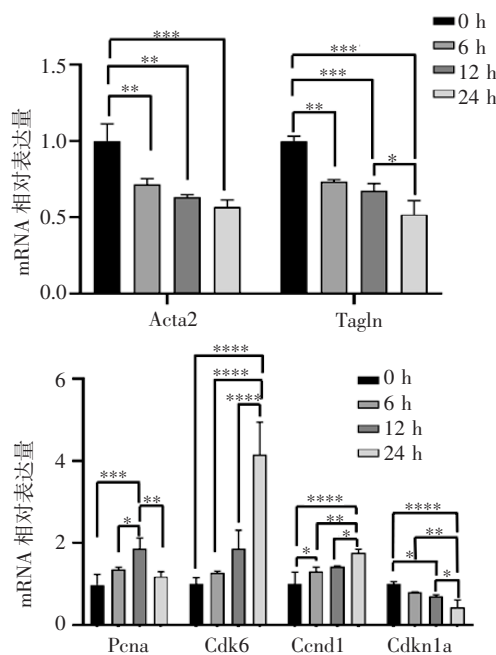 0 h
6 h
12 h
24 h
***
***
**
***
**
**
*
1.5
1.0
0.5
0.0
mRNA 相对表达量
Acta2
Tagln
****
****
****
0 h
6 h
12 h
24 h
6
4
2
0
mRNA 相对表达量
***
**
*
****
**
*
*
****
**
*
*
Pcna
Cdk6
Ccnd1
Cdkn1a